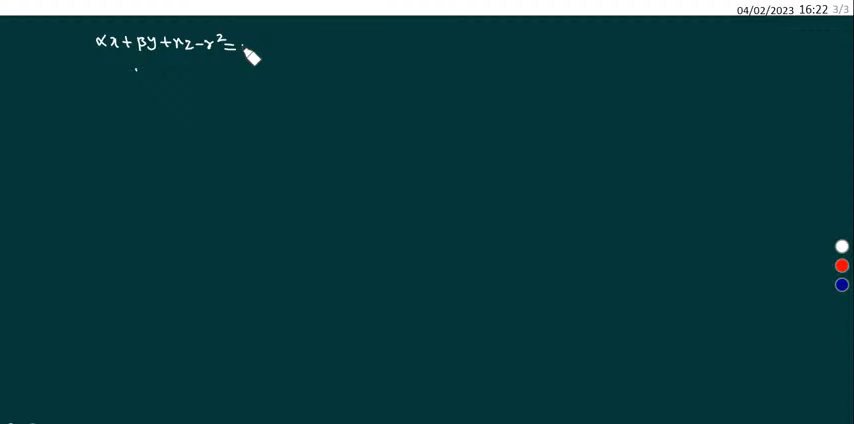 04/02/2023 16:22 3/3
αx + βy + γz - r² =